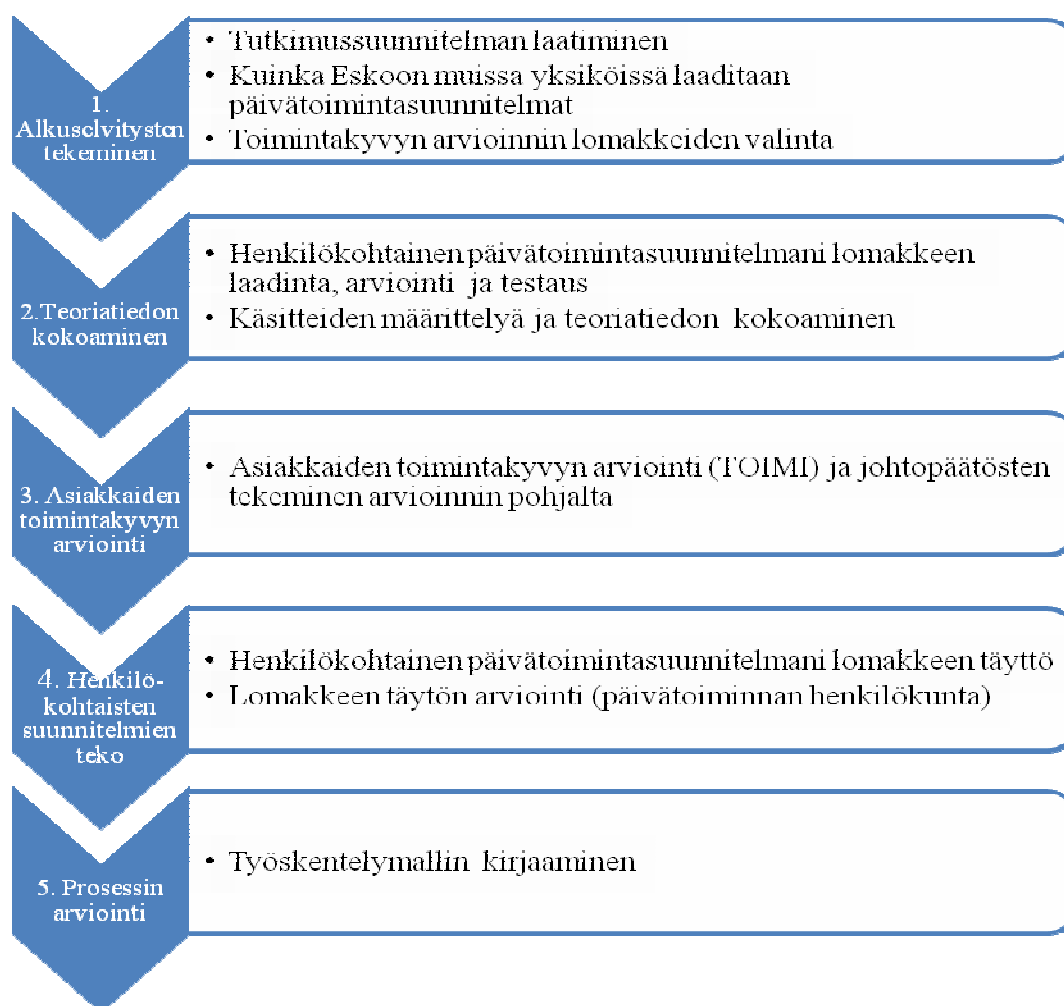 1.
Alkuselvitysten
tekeminen
• Tutkimussuunnitelman laatiminen
• Kuinka Eskoon muissa yksiköissä laaditaan
päivätoimintasuunnitelmat
• Toimintakyvyn arvioinnin lomakkeiden valinta
2.Teoriatiedon
kokoaminen
• Henkilökohtainen päivätoimintasuunnitelmani lomakkeen
laadinta, arviointi ja testaus
• Käsitteiden määrittelyä ja teoriatiedon kokoaminen
3. Asiakkaiden
toimintakyvyn
arviointi
• Asiakkaiden toimintakyvyn arviointi (TOIMI) ja johtopäätösten
tekeminen arvioinnin pohjalta
4. Henkilö-
kohtaisten
suunnitelmien
teko
• Henkilökohtainen päivätoimintasuunnitelmani lomakkeen täyttö
• Lomakkeen täytön arviointi (päivätoiminnan henkilökunta)
5. Prosessin
arviointi
• Työskentelymallin kirjaaminen